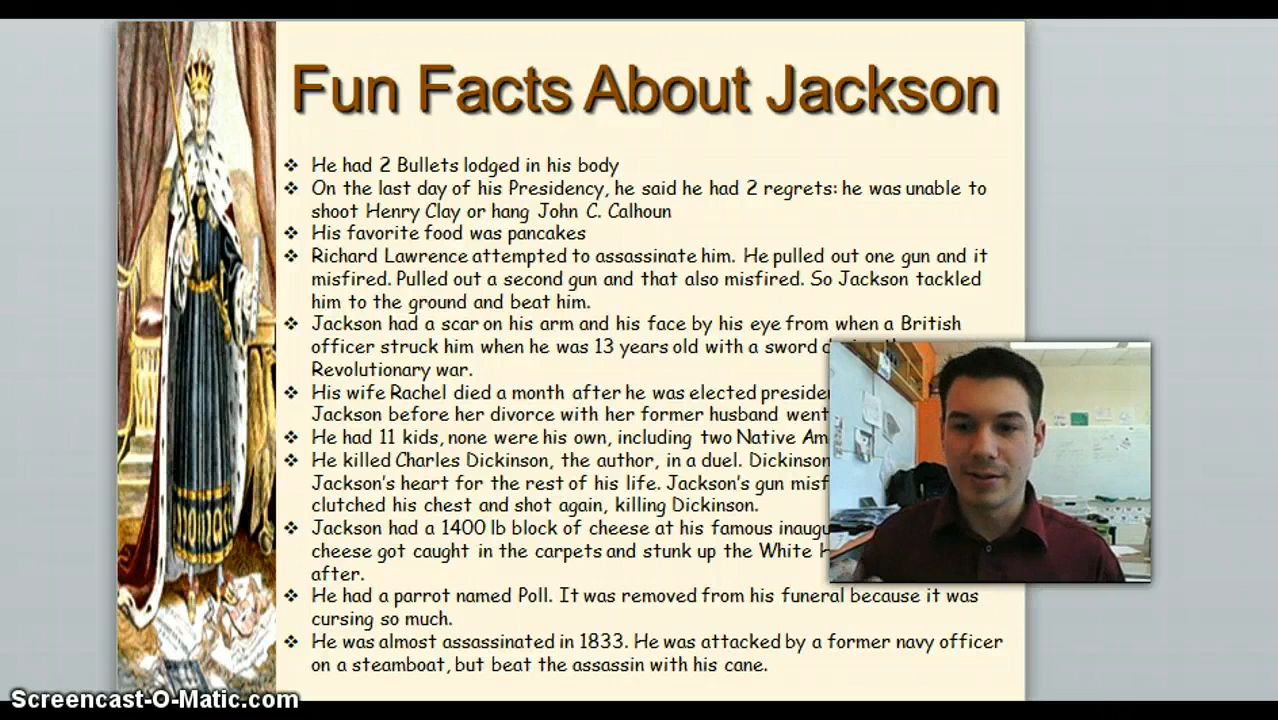 Fun Facts About Jackson
❖ He had 2 Bullets lodged in his body
❖ On the last day of his Presidency, he said he had 2 regrets: he was unable to
shoot Henry Clay or hang John C. Calhoun
❖ His favorite food was pancakes
❖ Richard Lawrence attempted to assassinate him. He pulled out one gun and it
misfired. Pulled out a second gun and that also misfired. So Jackson tackled
him to the ground and beat him.
❖ Jackson had a scar on his arm and his face by his eye from when a British
officer struck him when he was 13 years old with a sword
Revolutionary war.
❖ His wife Rachel died a month after he was elected
Jackson before her divorce with her former husband went
❖ He had 11 kids, none were his own, including two Native
❖ He killed Charles Dickinson, the author, in a duel. Dickinson
Jackson's heart for the rest of his life. Jackson's gun
clutched his chest and shot again, killing Dickinson.
❖ Jackson had a 1400 lb block of cheese at his famous
cheese got caught in the carpets and stunk up the White
after.
❖ He had a parrot named Poll. It was removed from his funeral because it was
cursing so much.
❖ He was almost assassinated in 1833. He was attacked by a former navy officer
on a steamboat, but beat the assassin with his cane.
Screencast-O-Matic.com